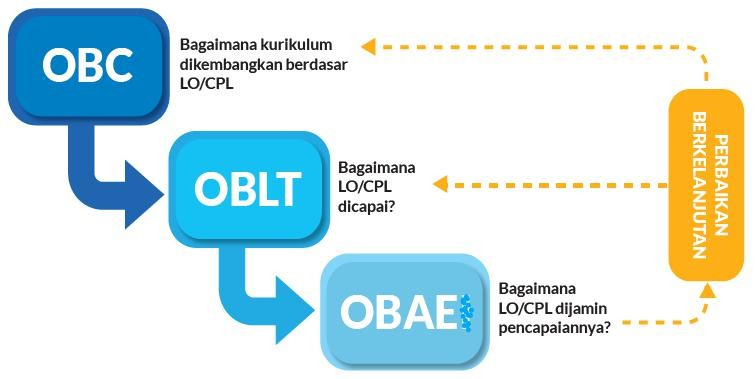 OBC
Bagaimana kurikulum
dikembangkan berdasar
LO/CPL
OBLT
Bagaimana
LO/CPL
dicapai?
OBAE
Bagaimana
LO/CPL dijamin
pencapaiannya?
PERBAIKAN
BERKELANJUTAN